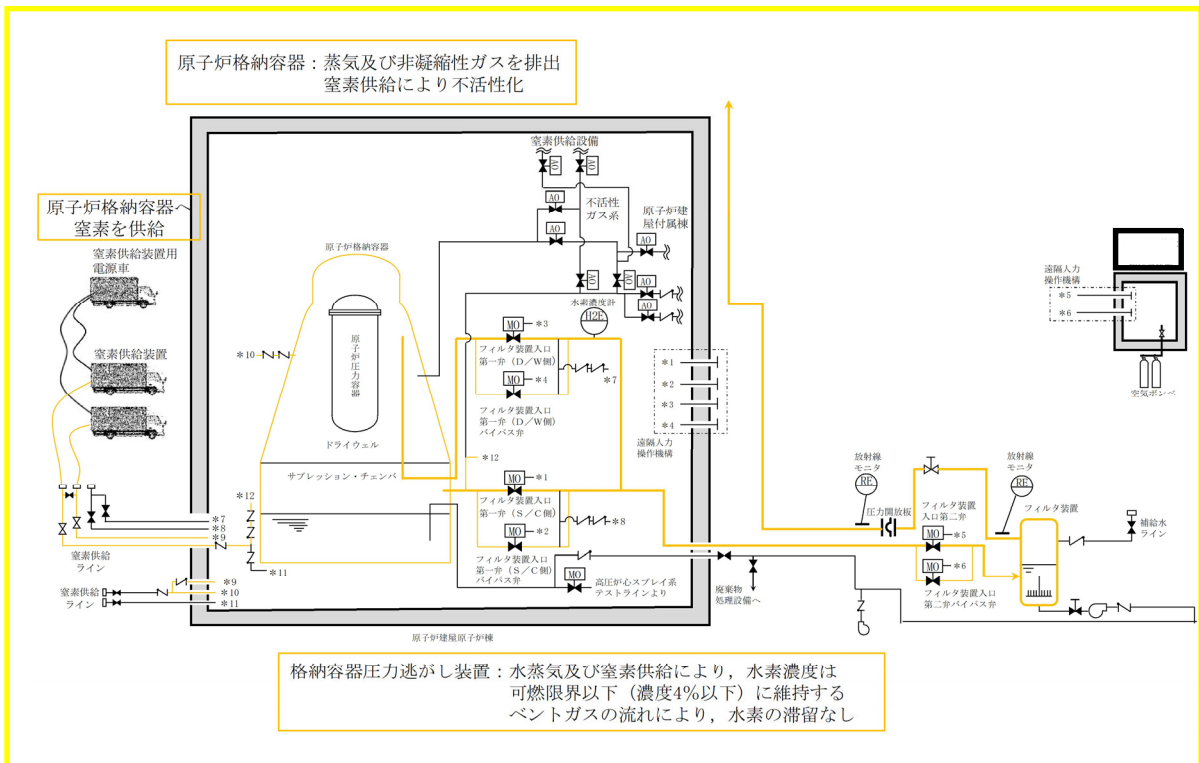 原子炉格納容器：蒸気及び非凝縮性ガスを排出
窒素供給により不活性化
原子炉格納容器へ
窒素を供給
窒素供給装置用
電源車
窒素供給装置
窒素供給設備
AO
AO
AO
AO
不活性
ガス系
原子炉建
屋付属棟
AO
AO
AO
AO
AO
原子炉格納容器
原子炉圧力容器
ドライウェル
サプレッション・チェンバ
水素濃度計
H2E
MO
＊3
フィルタ装置入口
第一弁（D／W側）
MO
＊4
フィルタ装置入口
第一弁（D／W側）
バイパス弁
＊7
＊10
＊12
MO
＊1
フィルタ装置入口
第一弁（S／C側）
MO
＊2
フィルタ装置入口
第一弁（S／C側）
バイパス弁
＊8
MO
高圧炉心スプレイ系
テストラインより
＊1
＊2
＊3
＊4
遠隔人力
操作機構
遠隔人力
操作機構
＊5
＊6
空気ボンベ
放射線
モニタ
RE
圧力開放板
放射線
モニタ
RE
フィルタ装置
フィルタ装置
入口第二弁
MO
＊5
MO
＊6
フィルタ装置入口
第二弁バイパス弁
補給水
ライン
廃棄物
処理設備へ
＊12
＊7
＊8
＊9
＊11
窒素供給
ライン
＊9
＊10
＊11
窒素供給
ライン
原子炉建屋原子炉棟
格納容器圧力逃がし装置：水蒸気及び窒素供給により，水素濃度は
可燃限界以下（濃度4%以下）に維持する
ベントガスの流れにより，水素の滞留なし